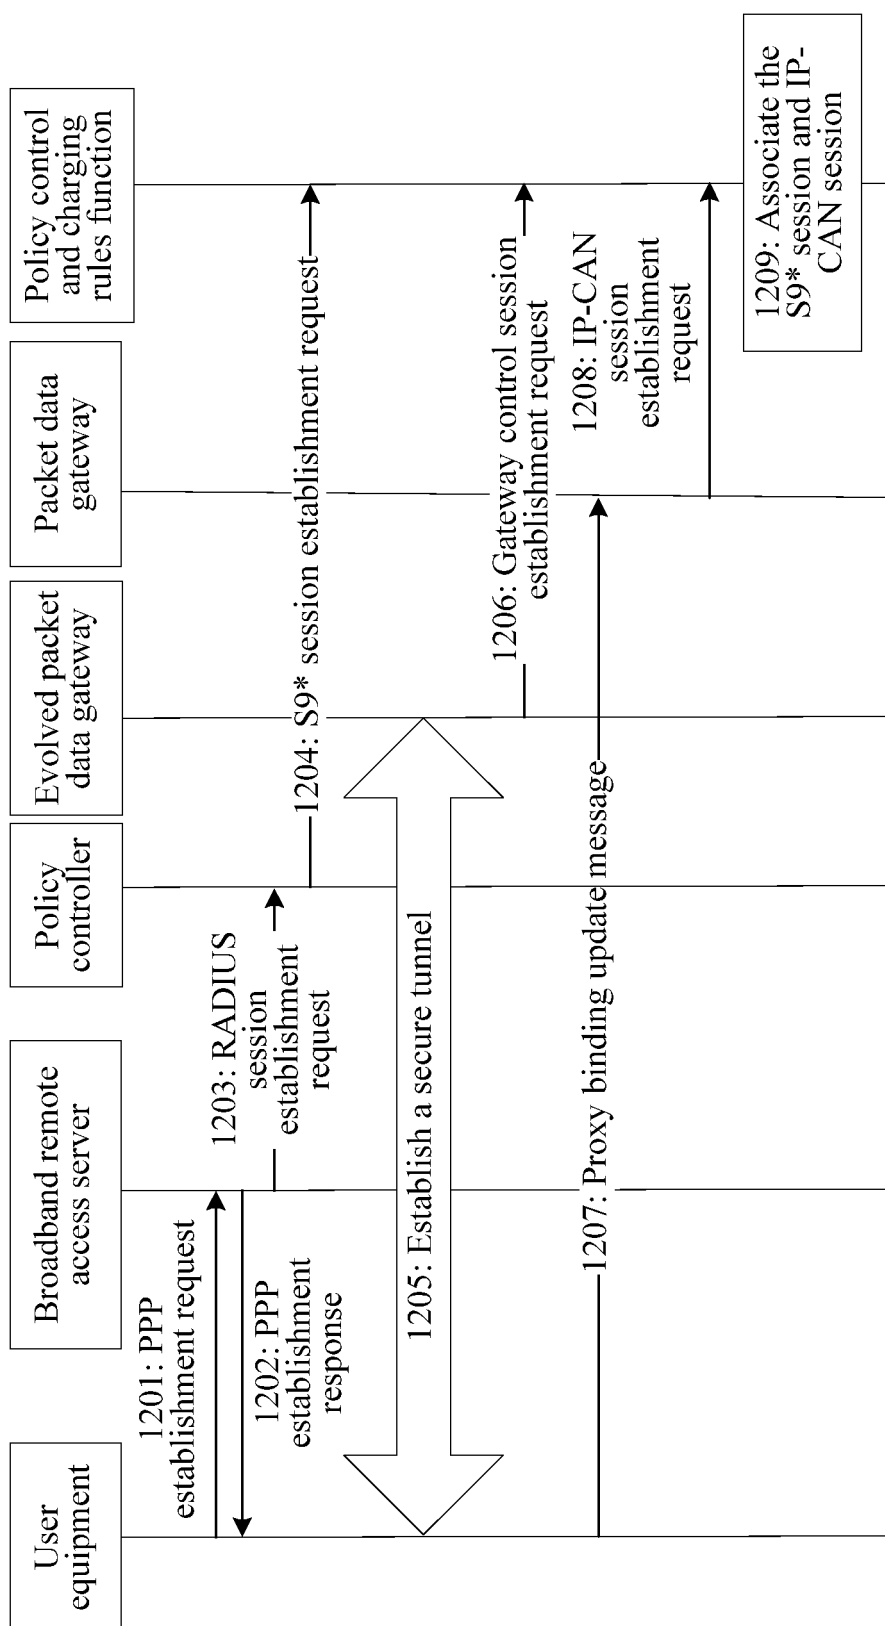 User
equipment
Broadband remote
access server
Policy
controller
Evolved packet
data gateway
Packet data
gateway
Policy control
and charging
rules function
1201: PPP
establishment request
1202: PPP
establishment
response
1203: RADIUS
session
establishment
request
1204: S9* session establishment request
1205: Establish a secure tunnel
1206: Gateway control session
establishment request
1207: Proxy binding update message
1208: IP-CAN
session
establishment
request
1209: Associate the
S9* session and IP-
CAN session